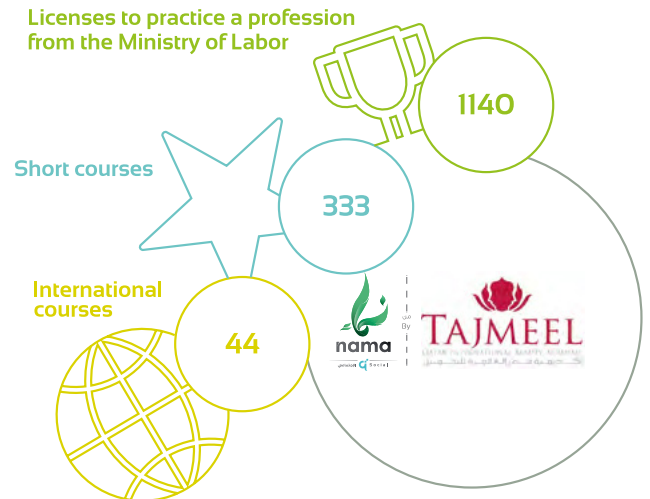 Licenses to practice a profession
from the Ministry of Labor
1140
Short courses
333
International
courses
44
nama
By
TAJMEEL